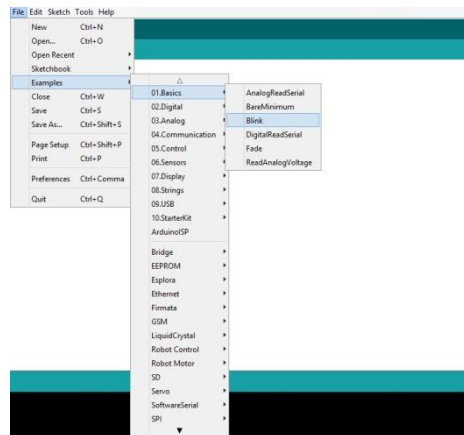 File Edit Sketch Tools Help
New Ctrl+N
Open... Ctrl+O
Open Recent
Sketchbook
Examples
Close Ctrl+W
Save Ctrl+S
Save As... Ctrl+Shift+S
Page Setup Ctrl+Shift+P
Print Ctrl+P
Preferences Ctrl+Comma
Quit Ctrl+Q
01.Basics
02.Digital
03.Analog
04.Communication
05.Control
06.Sensors
07.Display
08.Strings
09.USB
10.StarterKit
ArduinoISP
Bridge
EEPROM
Esplora
Ethernet
Firmata
GSM
LiquidCrystal
Robot Control
Robot Motor
SD
Servo
SoftwareSerial
SPI
AnalogReadSerial
BareMinimum
Blink
DigitalReadSerial
Fade
ReadAnalogVoltage